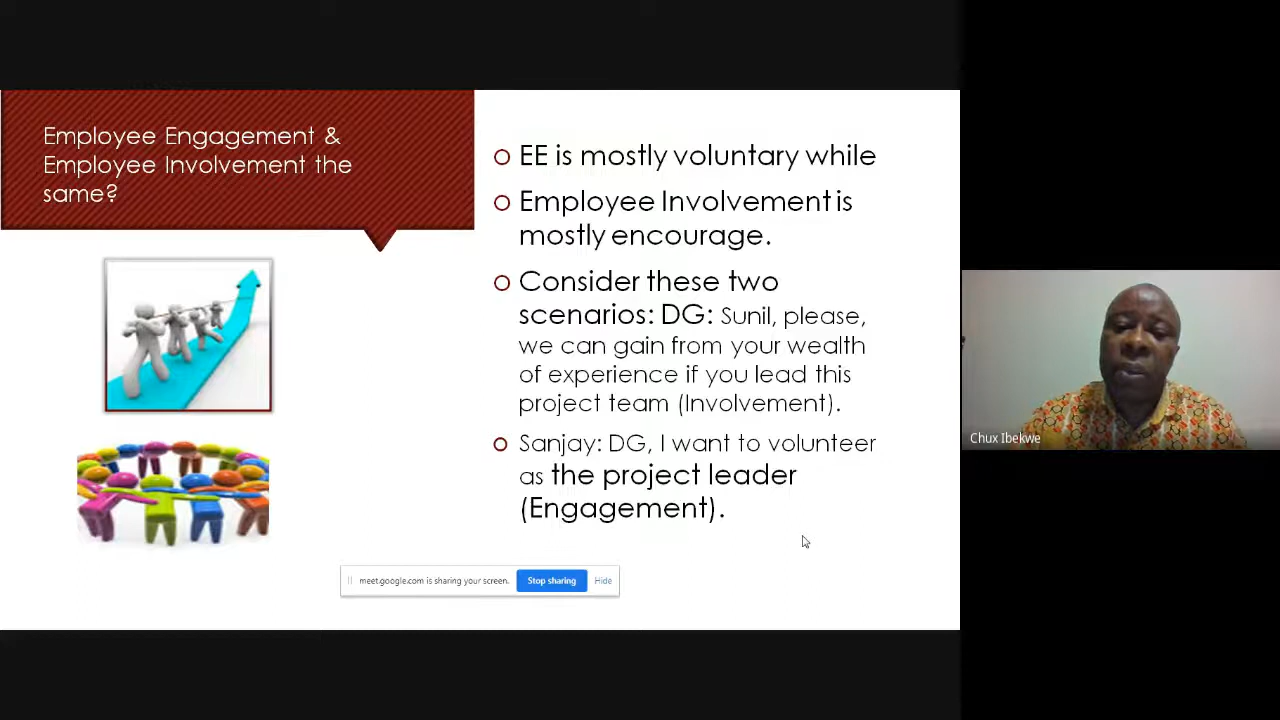 Employee Engagement &
Employee Involvement the
same?
EE is mostly voluntary while
Employee Involvement is
mostly encourage.
Consider these two
scenarios: DG: Sunil, please,
we can gain from your wealth
of experience if you lead this
project team (Involvement).
Sanjay: DG, I want to volunteer
as the project leader
(Engagement).
meet.google.com is sharing your screen. Stop sharing Hide
Chux Ibekwe